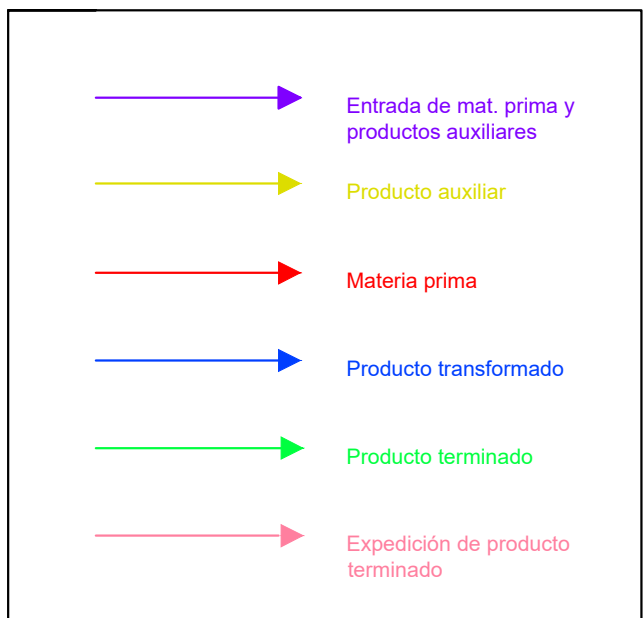 Entrada de mat. prima y
productos auxiliares
Producto auxiliar
Materia prima
Producto transformado
Producto terminado
Expedición de producto
terminado